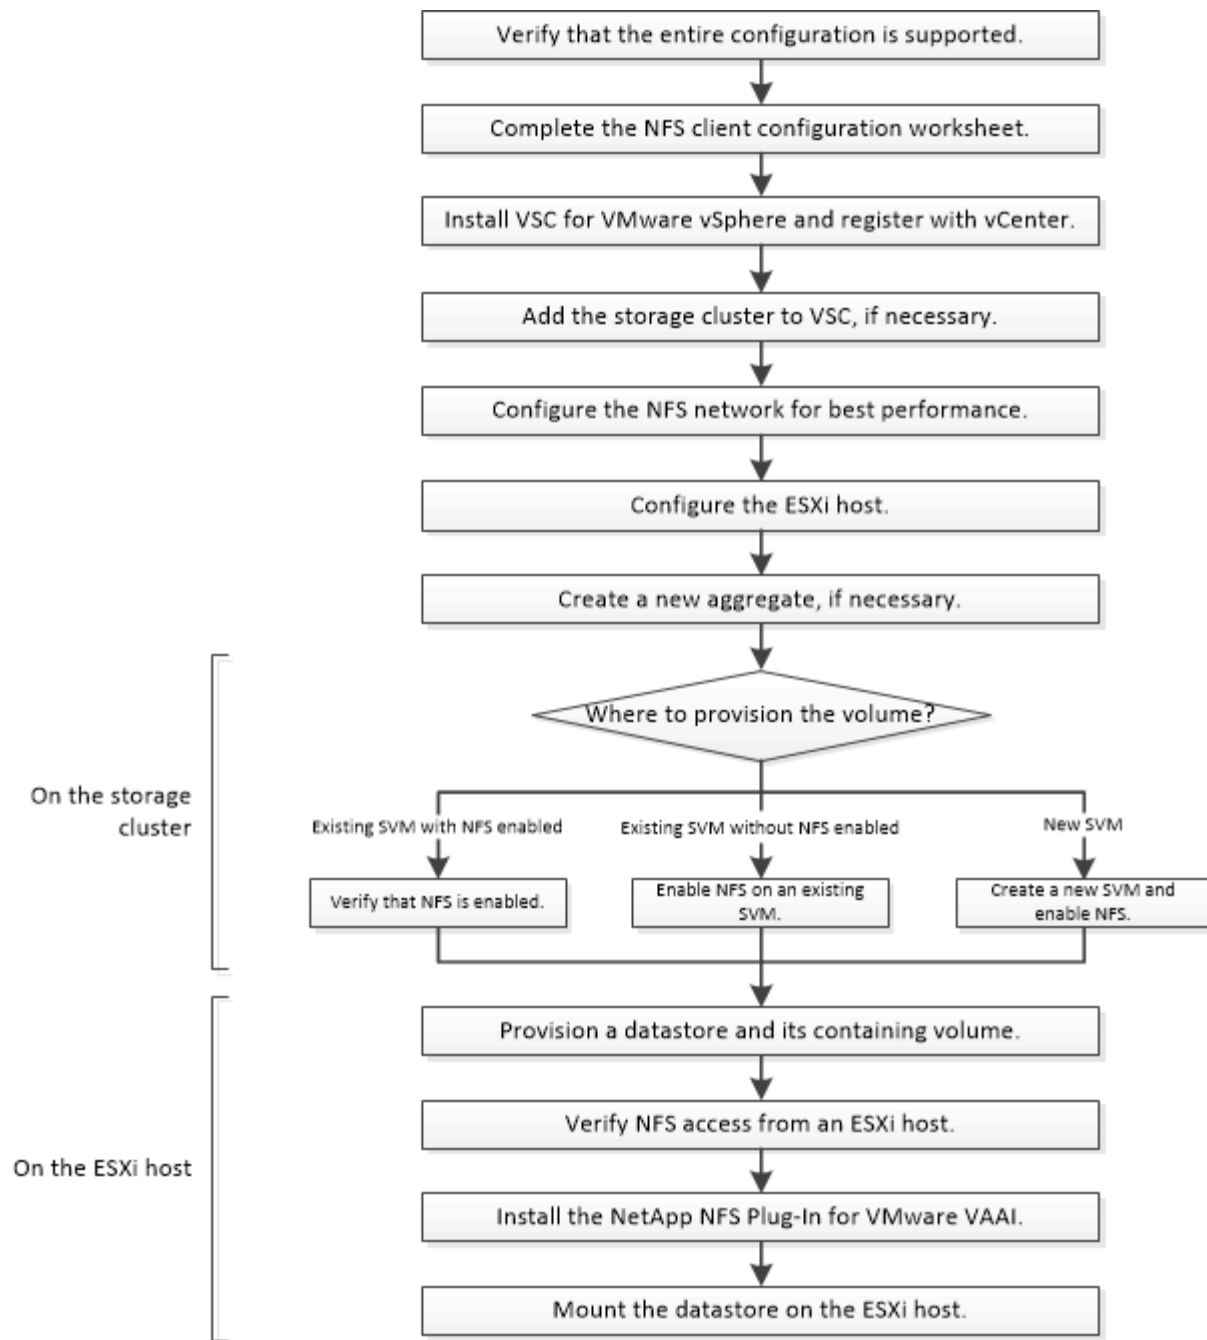 Verify that the entire configuration is supported.
Complete the NFS client configuration worksheet.
Install VSC for VMware vSphere and register with vCenter.
Add the storage cluster to VSC, if necessary.
Configure the NFS network for best performance.
Configure the ESXi host.
Create a new aggregate, if necessary.
Where to provision the volume?
On the storage
cluster
Existing SVM with NFS enabled
Existing SVM without NFS enabled
New SVM
Verify that NFS is enabled.
Enable NFS on an existing
SVM.
Create a new SVM and
enable NFS.
Provision a datastore and its containing volume.
Verify NFS access from an ESXi host.
On the ESXi host
Install the NetApp NFS Plug-In for VMware VAAI.
Mount the datastore on the ESXi host.